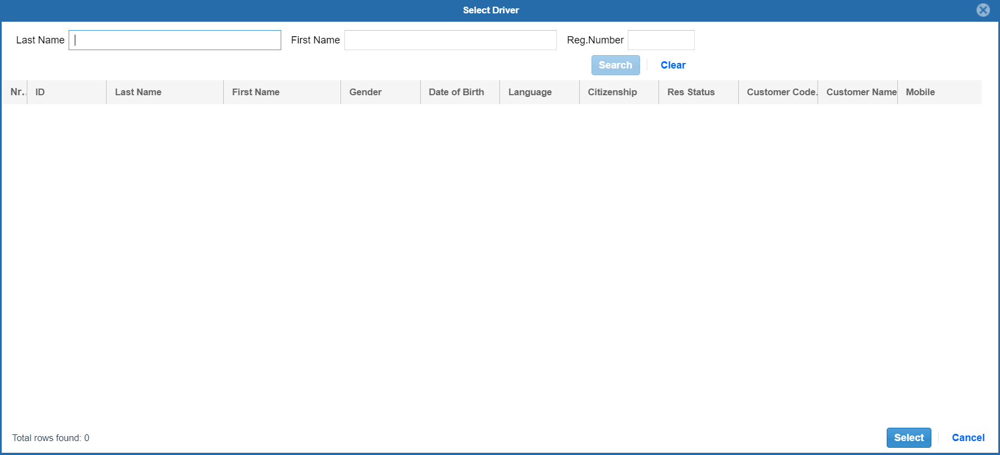 Select Driver
Last Name First Name Reg.Number
Search Clear
Nr.. ID Last Name First Name Gender Date of Birth Language Citizenship Res Status Customer Code. Customer Name Mobile
Total rows found: 0 Select Cancel